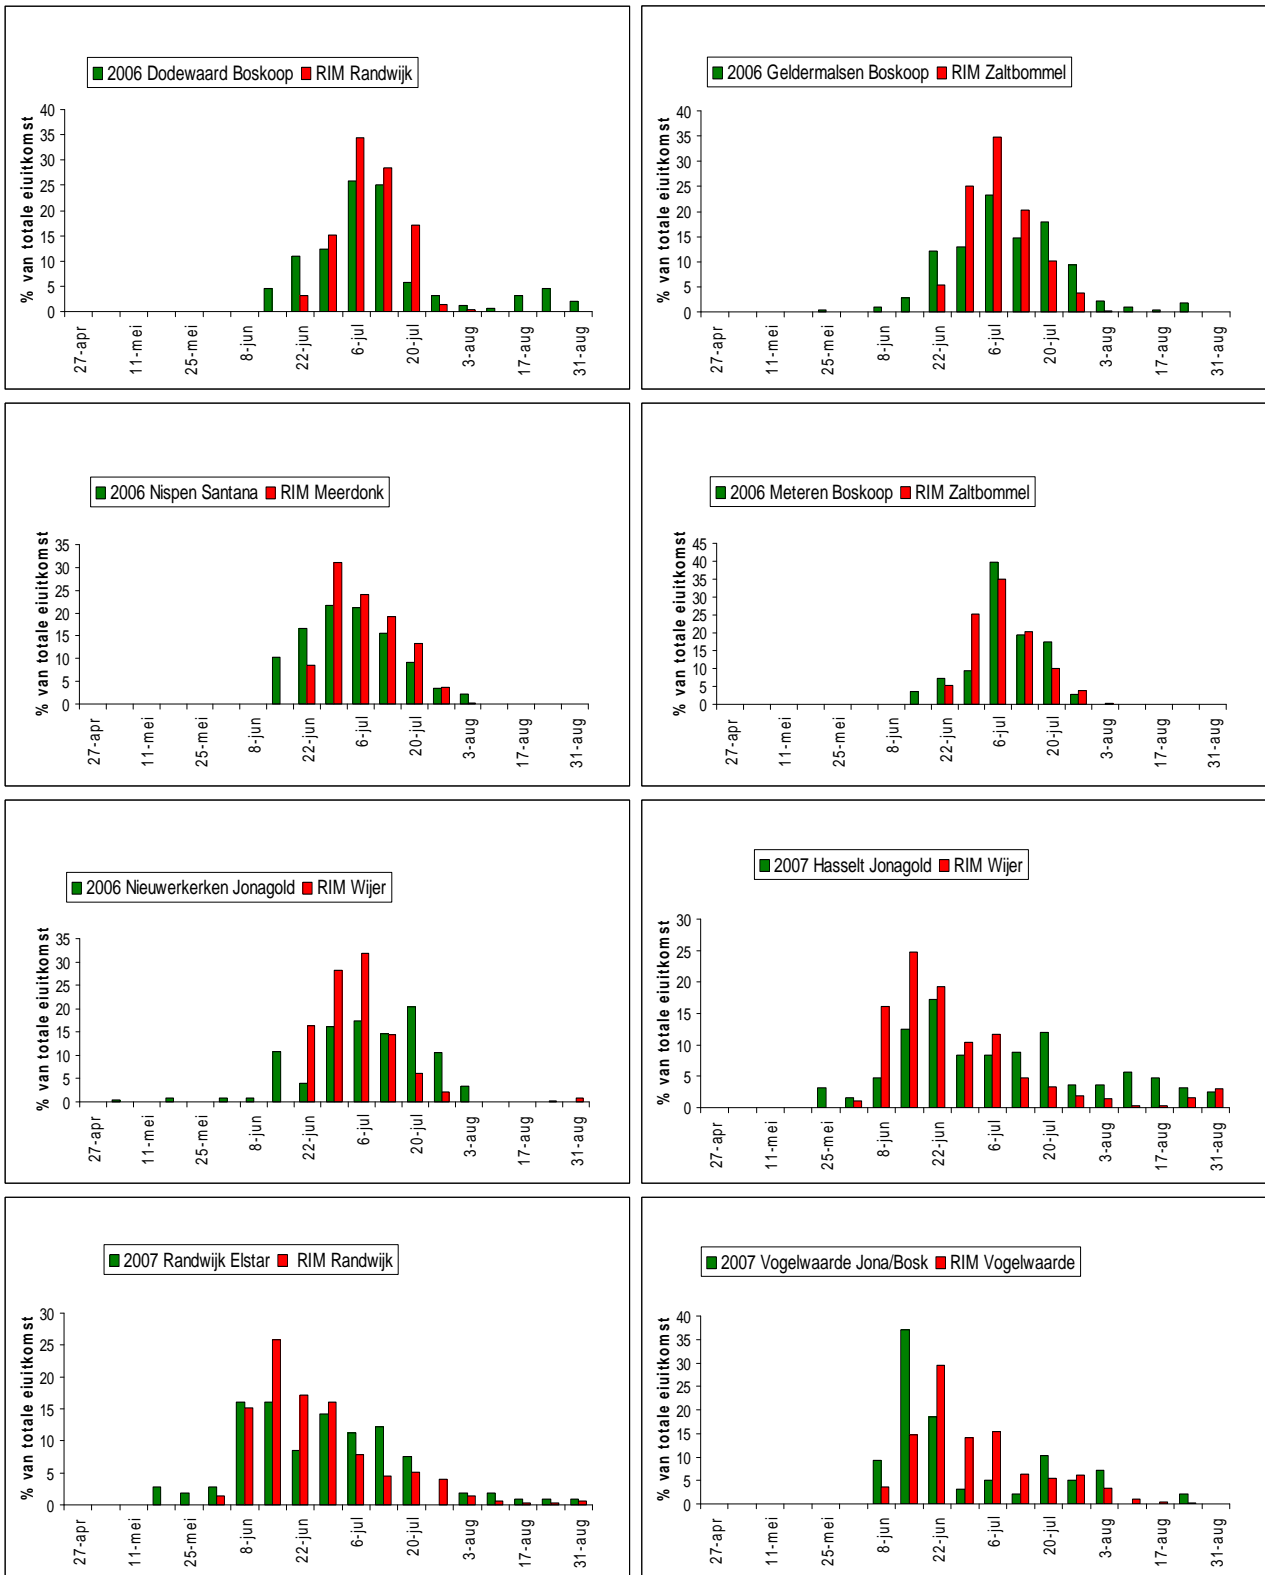 2006 Dodewaard Boskoop RIM Randwijk
% van totale eiuitkomst
40
35
30
25
20
15
10
5
0
27-apr 11-mei 25-mei 8-jun 22-jun 6-jul 20-jul 3-aug 17-aug 31-aug
2006 Geldermalsen Boskoop RIM Zaltbommel
% van totale eiuitkomst
40
35
30
25
20
15
10
5
0
27-apr 11-mei 25-mei 8-jun 22-jun 6-jul 20-jul 3-aug 17-aug 31-aug
2006 Nispen Santana RIM Meerdonk
% van totale eiuitkomst
35
30
25
20
15
10
5
0
27-apr 11-mei 25-mei 8-jun 22-jun 6-jul 20-jul 3-aug 17-aug 31-aug
2006 Meteren Boskoop RIM Zaltbommel
% van totale eiuitkomst
45
40
35
30
25
20
15
10
5
0
27-apr 11-mei 25-mei 8-jun 22-jun 6-jul 20-jul 3-aug 17-aug 31-aug
2006 Nieuwerkerken Jonagold RIM Wijer
% van totale eiuitkomst
35
30
25
20
15
10
5
0
27-apr 11-mei 25-mei 8-jun 22-jun 6-jul 20-jul 3-aug 17-aug 31-aug
2007 Hasselt Jonagold RIM Wijer
% van totale eiuitkomst
30
25
20
15
10
5
0
27-apr 11-mei 25-mei 8-jun 22-jun 6-jul 20-jul 3-aug 17-aug 31-aug
2007 Randwijk Elstar RIM Randwijk
% van totale eiuitkomst
30
25
20
15
10
5
0
27-apr 11-mei 25-mei 8-jun 22-jun 6-jul 20-jul 3-aug 17-aug 31-aug
2007 Vogelwaarde Jona/Bosk RIM Vogelwaarde
% van totale eiuitkomst
40
35
30
25
20
15
10
5
0
27-apr 11-mei 25-mei 8-jun 22-jun 6-jul 20-jul 3-aug 17-aug 31-aug